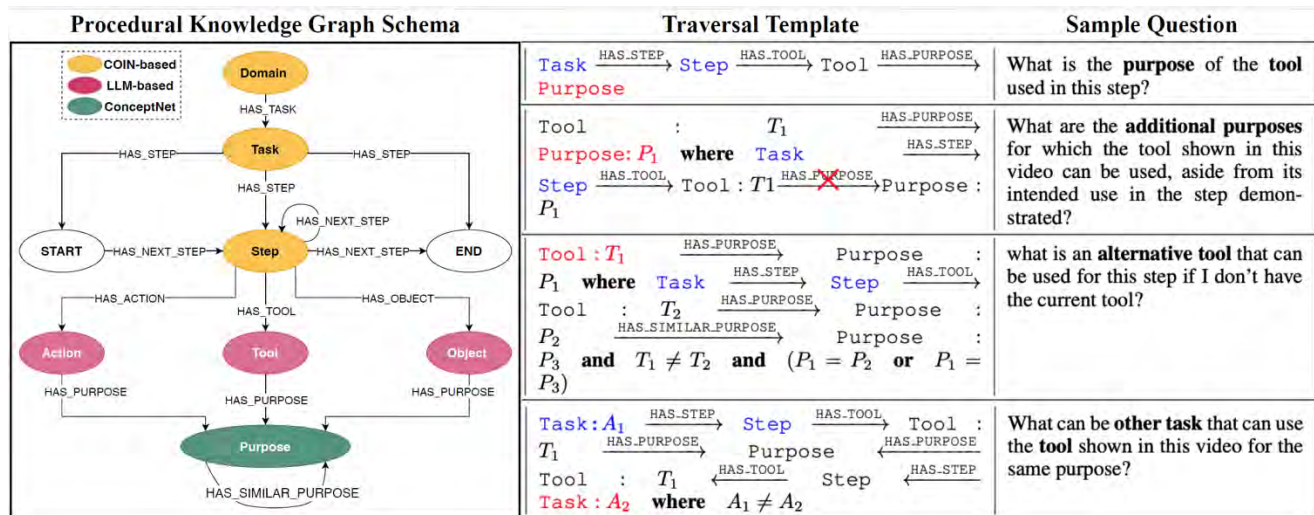 Procedural Knowledge Graph Schema
COIN-based
LLM-based
ConceptNet
Domain
HAS_TASK
Task
HAS_STEP
HAS_STEP
HAS_STEP
HAS_NEXT_STEP
START
HAS_NEXT_STEP
Step
HAS_NEXT_STEP
END
HAS_ACTION
HAS_TOOL
HAS_OBJECT
Action
Tool
Object
HAS_PURPOSE
HAS_PURPOSE
HAS_PURPOSE
Purpose
HAS_SIMILAR_PURPOSE
Traversal Template
Sample Question
HAS_STEP HAS_TOOL HAS_PURPOSE
Task Step Tool
Purpose
What is the purpose of the tool
used in this step?
HAS_PURPOSE
Tool : T1
HAS_STEP
Purpose: P1 where Task
HAS_TOOL HAS_PURPOSE
Step Tool : T1 Purpose :
P1
What are the additional purposes
for which the tool shown in this
video can be used, aside from its
intended use in the step demon-
strated?
HAS_PURPOSE
Tool : T1 Purpose :
HAS_STEP HAS_TOOL
P1 where Task Step
HAS_PURPOSE
Tool : T2 Purpose :
HAS_SIMILAR_PURPOSE
P2 Purpose :
P3 and T1 ≠ T2 and (P1 = P2 or P1 =
P3)
what is an alternative tool that can
be used for this step if I don't have
the current tool?
HAS_STEP HAS_TOOL
Task: A1 Step Tool :
HAS_PURPOSE HAS_PURPOSE
T1 Purpose
HAS_TOOL HAS_STEP
Tool : T1 Step
Task: A2 where A1 ≠ A2
What can be other task that can use
the tool shown in this video for the
same purpose?